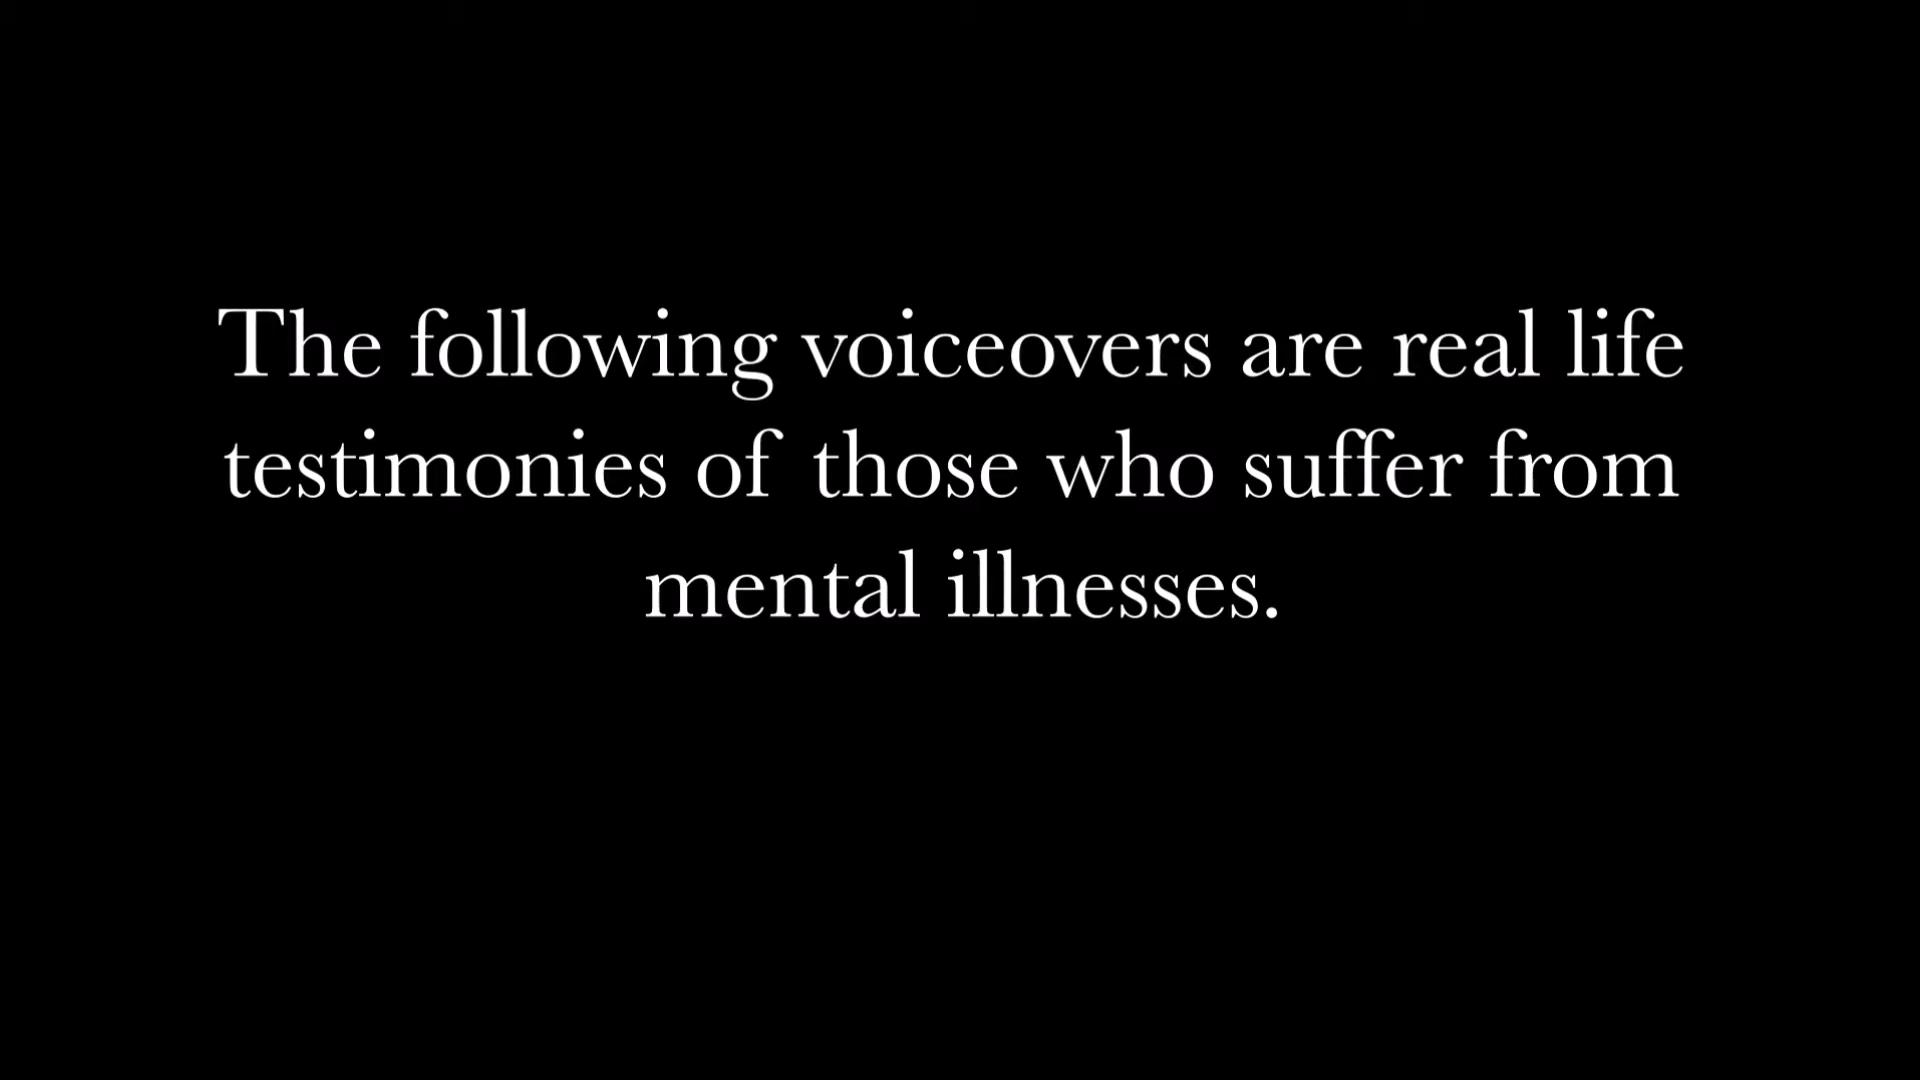 The following voiceovers are real life
testimonies of those who suffer from
mental illnesses.